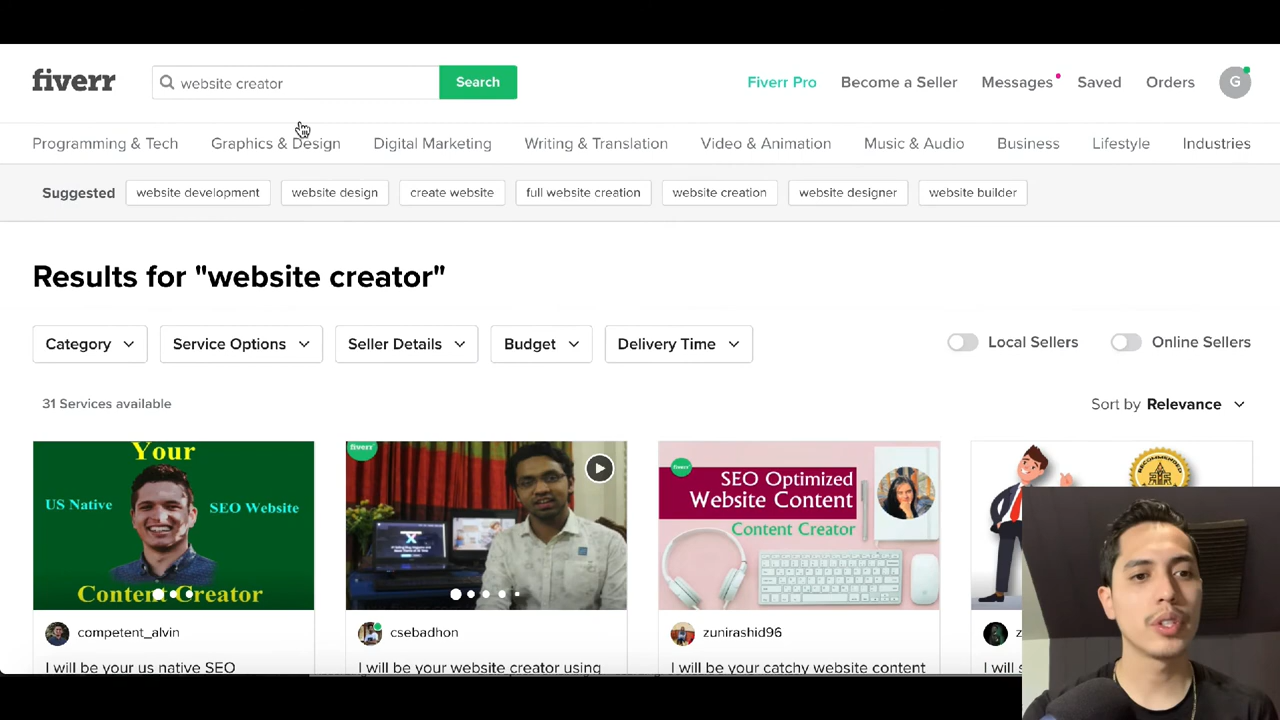 fiverr
website creator
Search
Fiverr Pro
Become a Seller
Messages
Saved
Orders
G
Programming & Tech
Graphics & Design
Digital Marketing
Writing & Translation
Video & Animation
Music & Audio
Business
Lifestyle
Industries
Suggested
website development
website design
create website
full website creation
website creation
website designer
website builder
Results for "website creator"
Category
Service Options
Seller Details
Budget
Delivery Time
Local Sellers
Online Sellers
31 Services available
Sort by Relevance
Your
US Native
SEO Website
Content Creator
fiverr
fiverr
SEO Optimized
Website Content
Content Creator
RECOMMENDED
competent_alvin
csebadhon
zunirashid96
z
I will be your us native SEO
I will be your website creator using
I will be your catchy website content
I will s